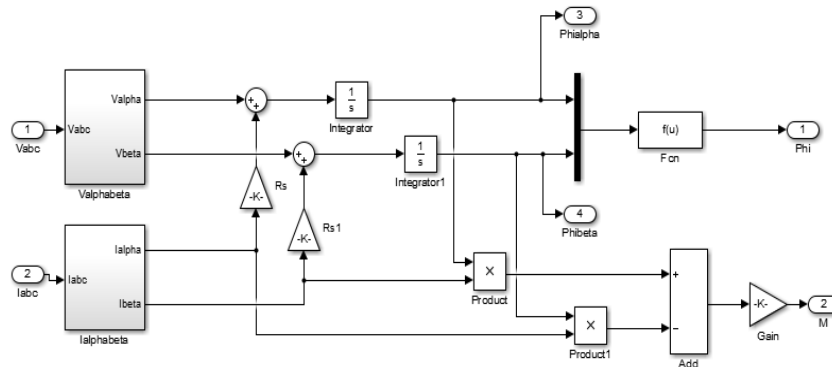 3
Phialpha
Valpha
1
s
Integrator
1
Vabc
Vabc
Vbeta
Valphabeta
1
s
Integrator1
f(u)
Fcn
1
Phi
-K-
Rs
-K-
Rs1
4
Phibeta
Ialpha
2
Iabc
Iabc
Ibeta
Ialphabeta
X
Product
X
Product1
Add
-K-
Gain
2
M